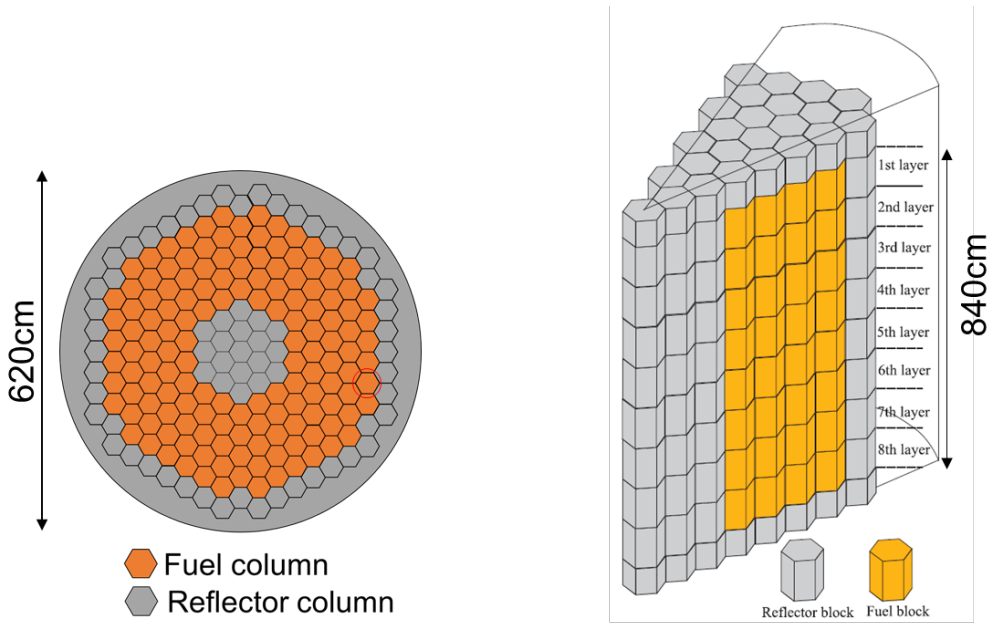 620cm
Fuel column
Reflector column
1st layer
2nd layer
3rd layer
4th layer
5th layer
6th layer
7th layer
8th layer
840cm
Reflector block
Fuel block